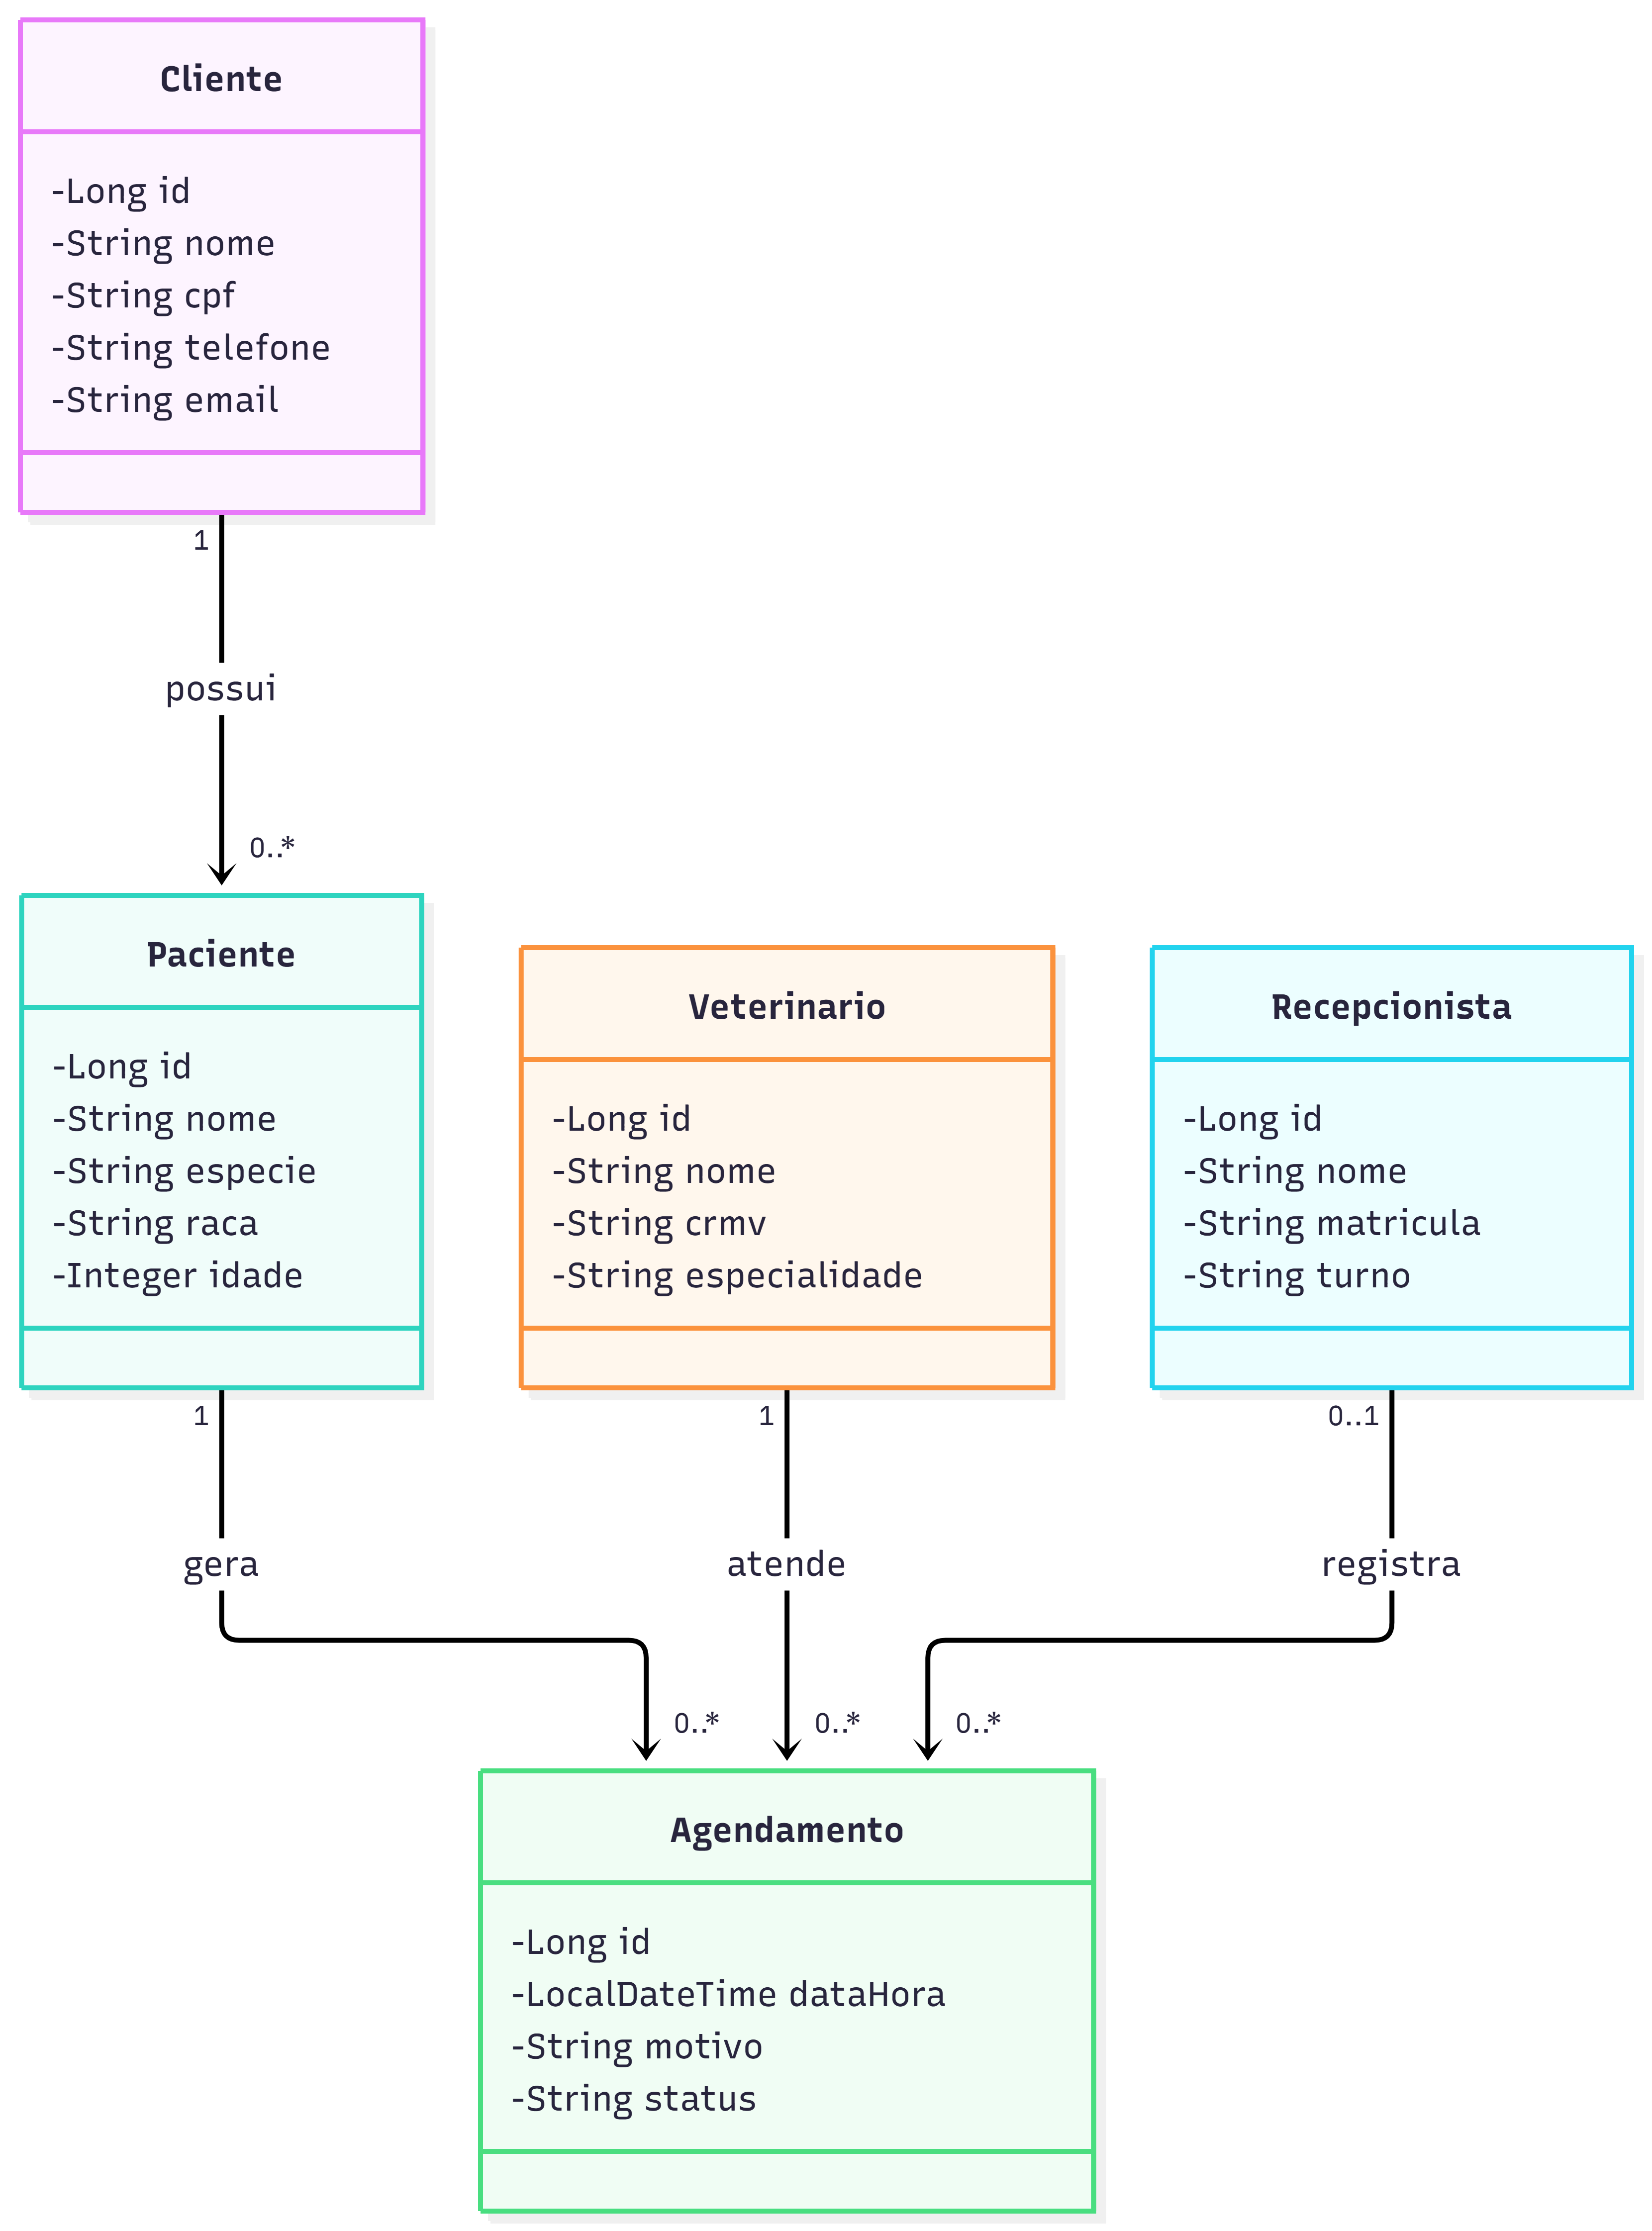 Cliente
-Long id
-String nome
-String cpf
-String telefone
-String email
1
possui
0..*
Paciente
-Long id
-String nome
-String especie
-String raca
-Integer idade
Veterinario
-Long id
-String nome
-String crmv
-String especialidade
Recepcionista
-Long id
-String nome
-String matricula
-String turno
1
1
0..1
gera
atende
registra
0..*
0..*
0..*
Agendamento
-Long id
-LocalDateTime dataHora
-String motivo
-String status